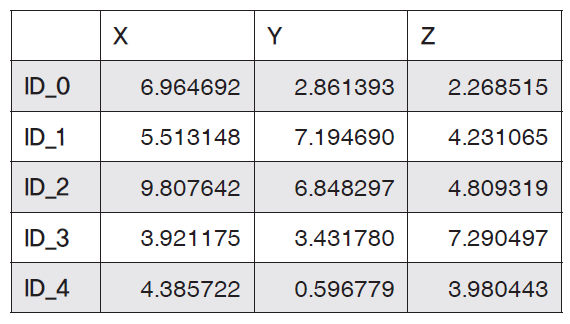 X Y Z
ID_0 6.964692 2.861393 2.268515
ID_1 5.513148 7.194690 4.231065
ID_2 9.807642 6.848297 4.809319
ID_3 3.921175 3.431780 7.290497
ID_4 4.385722 0.596779 3.980443